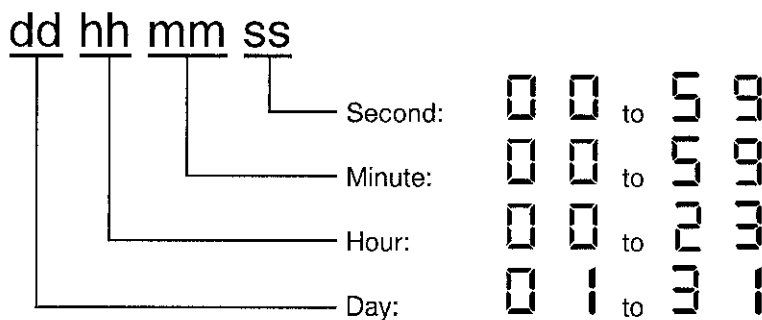 dd hh mm ss
Second: 00 to 59
Minute: 00 to 59
Hour: 00 to 23
Day: 01 to 31